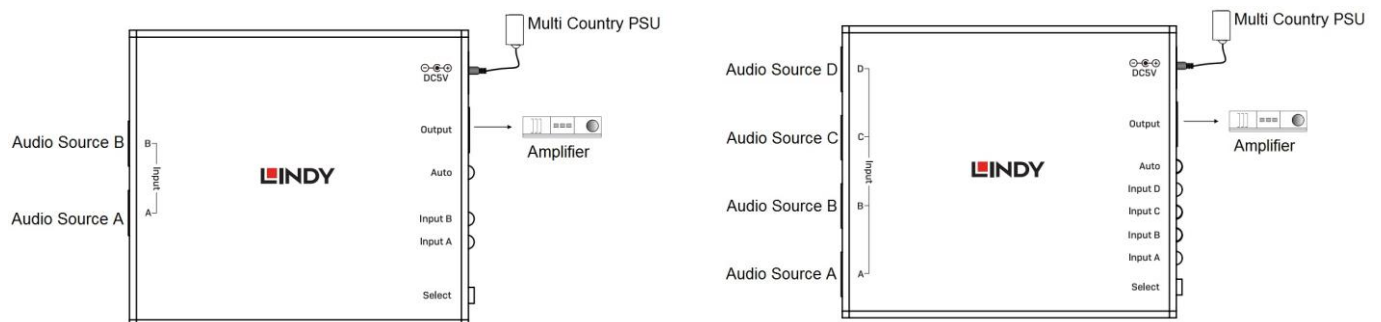 Multi Country PSU
DC5V
Output
Amplifier
Audio Source B
B
Input
LINDY
Auto
Audio Source A
A
Input B
Input A
Select
Multi Country PSU
Audio Source D
D
DC5V
Output
Amplifier
Audio Source C
C
Input
LINDY
Auto
Input D
Audio Source B
B
Input C
Input B
Input A
Audio Source A
A
Select